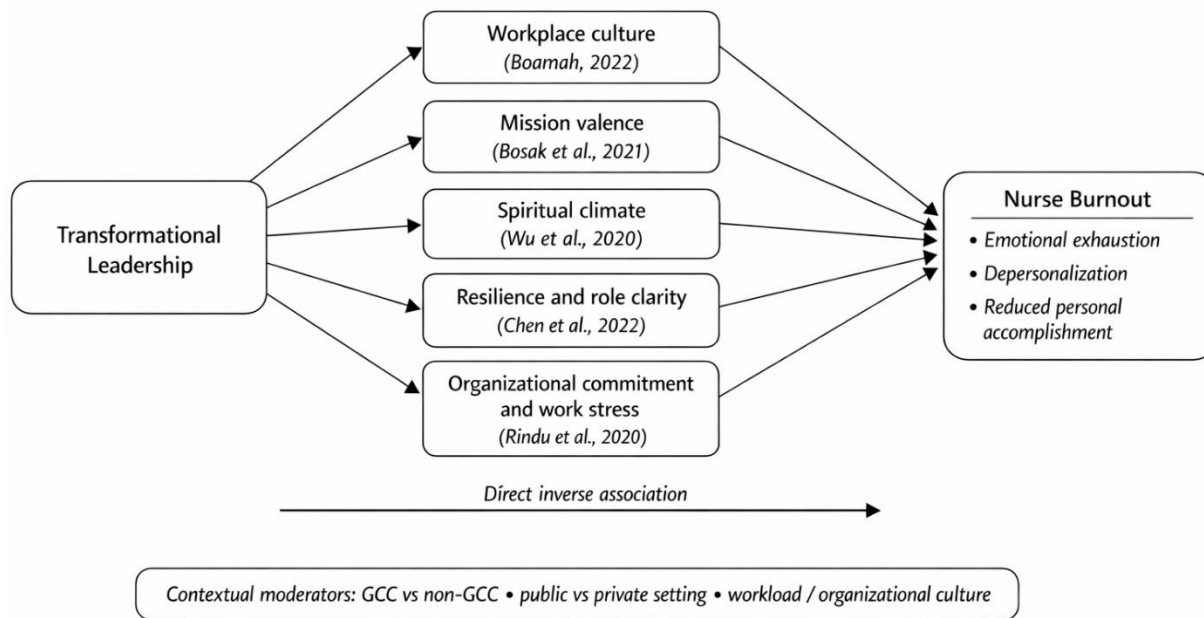 Workplace culture
(Boamah, 2022)
Mission valence
(Bosak et al., 2021)
Spiritual climate
(Wu et al., 2020)
Resilience and role clarity
(Chen et al., 2022)
Organizational commitment
and work stress
(Rindu et al., 2020)
Transformational
Leadership
Nurse Burnout
• Emotional exhaustion
• Depersonalization
• Reduced personal
accomplishment
Direct inverse association
Contextual moderators: GCC vs non-GCC • public vs private setting • workload / organizational culture